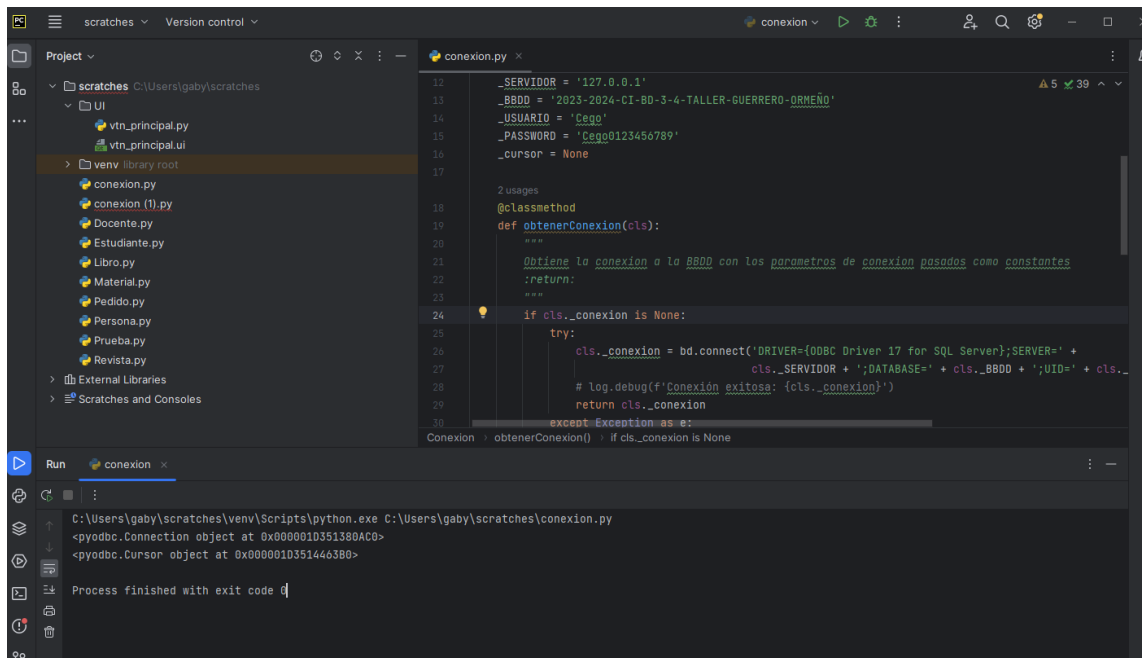 PC scratches Version control conexion
Project
conexion.py
scratches C:\Users\gaby\scratches
UI
vtn_principal.py
vtn_principal.ui
venv library root
conexion.py
conexion (1).py
Docente.py
Estudiante.py
Libro.py
Material.py
Pedido.py
Persona.py
Prueba.py
Revista.py
External Libraries
Scratches and Consoles
5 39
12 _SERVIDOR = '127.0.0.1'
13 _BBDD = '2023-2024-CI-BD-3-4-TALLER-GUERRERO-ORMEÑO'
14 _USUARIO = 'Cego'
15 _PASSWORD = 'Cego0123456789'
16 _cursor = None
17
2 usages
18 @classmethod
19 def obtenerConexion(cls):
20 """
21 Obtiene la conexion a la BBDD con los parametros de conexion pasados como constantes
22 :return:
23 """
24 if cls._conexion is None:
25 try:
26 cls._conexion = bd.connect('DRIVER={ODBC Driver 17 for SQL Server};SERVER=' +
27 cls._SERVIDOR + ';DATABASE=' + cls._BBDD + ';UID=' + cls._
28 # log.debug(f'Conexión exitosa: {cls._conexion}')
29 return cls._conexion
30 except Exception as e:
Conexion › obtenerConexion() › if cls._conexion is None
Run conexion
C:\Users\gaby\scratches\venv\Scripts\python.exe C:\Users\gaby\scratches\conexion.py
<pyodbc.Connection object at 0x000001D351380AC0>
<pyodbc.Cursor object at 0x000001D3514463B0>
Process finished with exit code 0